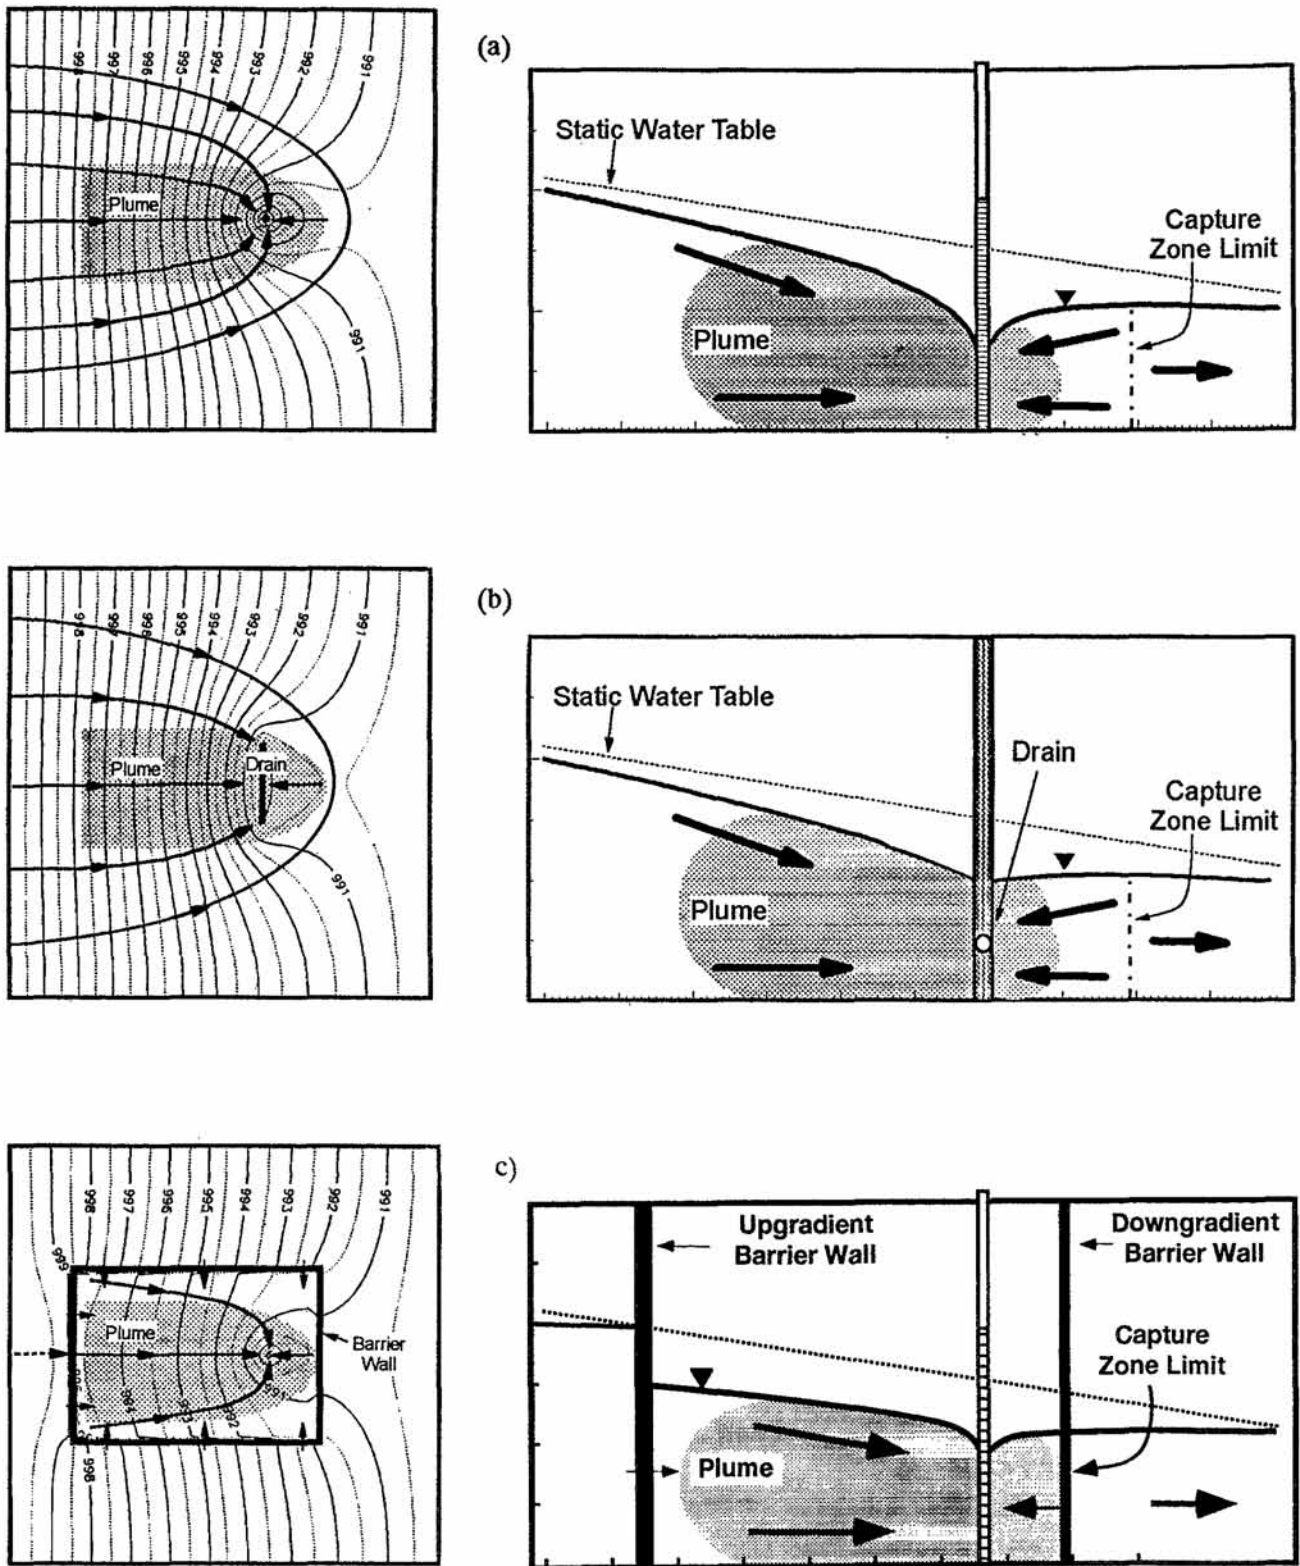 (a)
998 997 996 995 994 993 992 991
Plume
991
Static Water Table
Capture
Zone Limit
Plume
(b)
998 996 995 994 993 992 991
Plume
Drain
991
Static Water Table
Drain
Capture
Zone Limit
Plume
c)
998 997 996 995 994 993 992 991
999
Plume
Barrier
Wall
991
992
998
Upgradient
Barrier Wall
Downgradient
Barrier Wall
Capture
Zone Limit
Plume